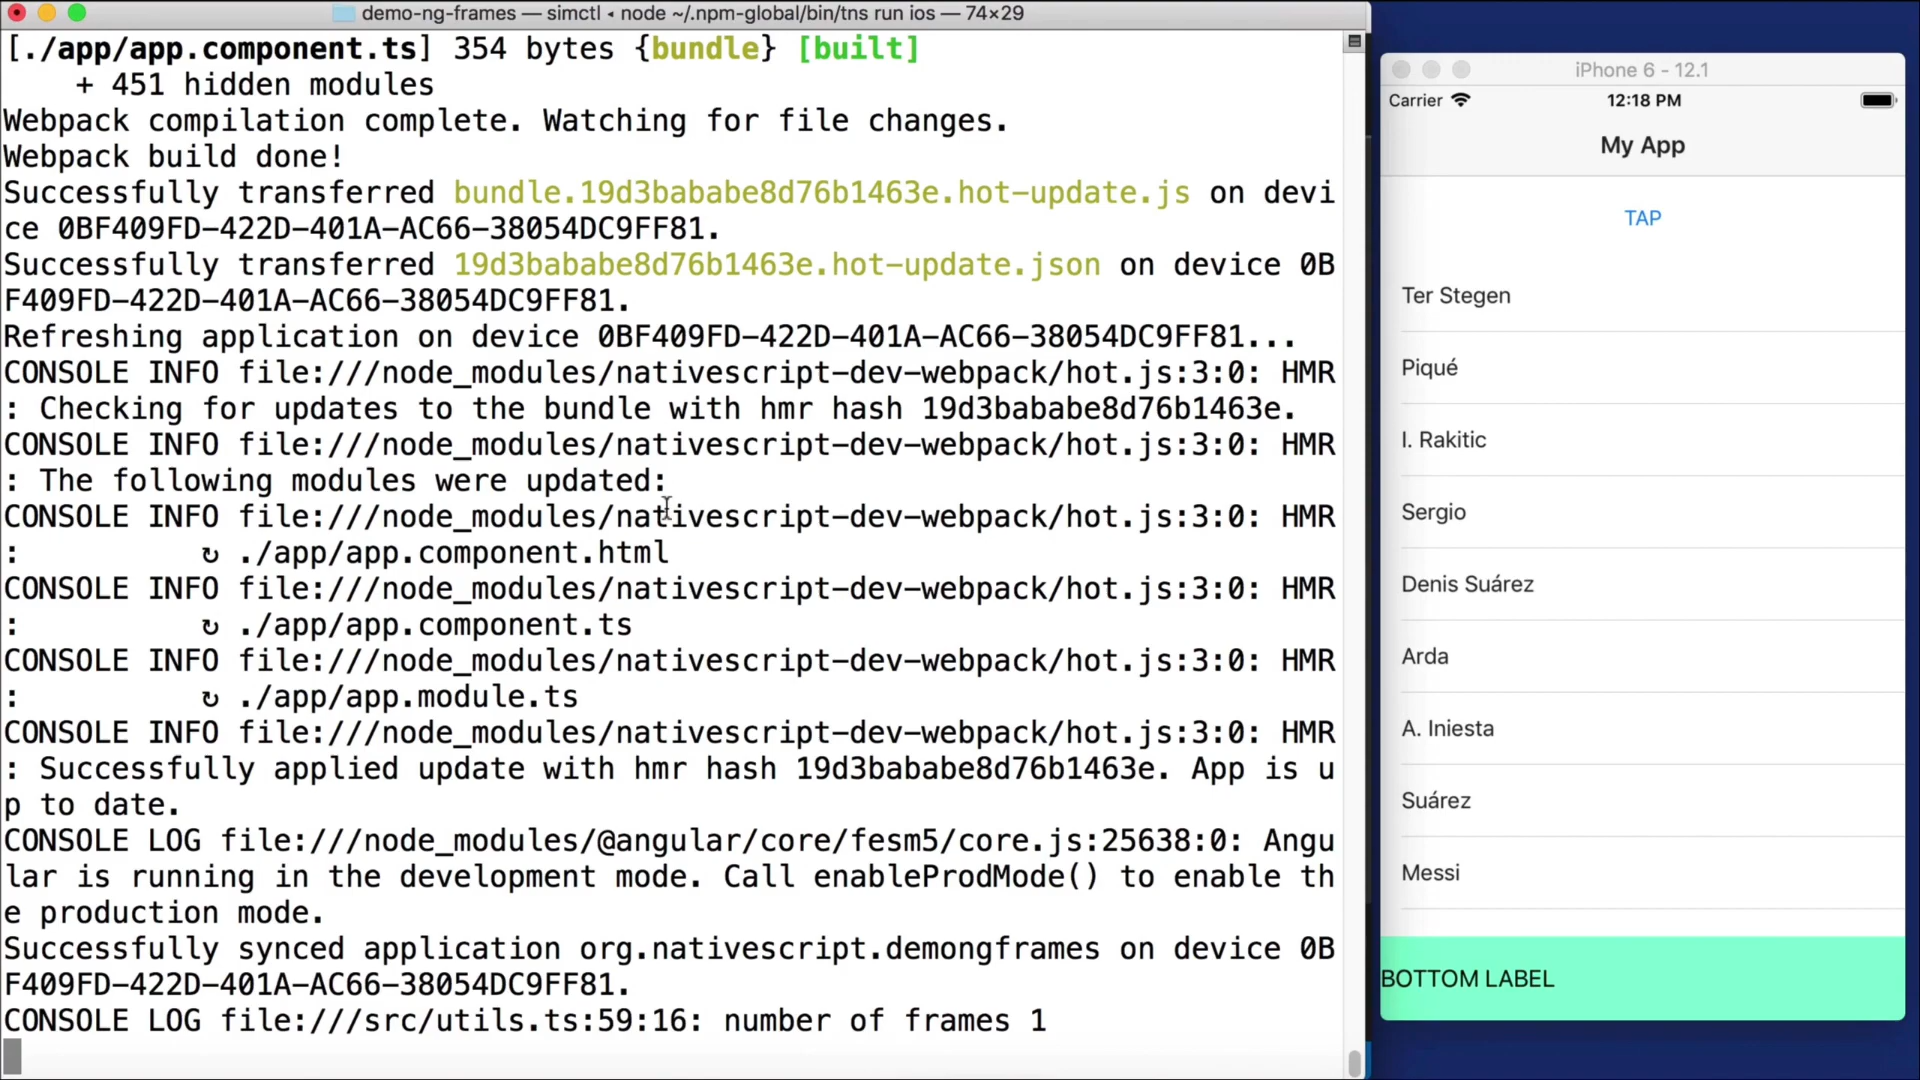 demo-ng-frames — simctl ◂ node ~/.npm-global/bin/tns run ios — 74×29
[./app/app.component.ts] 354 bytes {bundle} [built]
+ 451 hidden modules
Webpack compilation complete. Watching for file changes.
Webpack build done!
Successfully transferred bundle.19d3bababe8d76b1463e.hot-update.js on devi
ce 0BF409FD-422D-401A-AC66-38054DC9FF81.
Successfully transferred 19d3bababe8d76b1463e.hot-update.json on device 0B
F409FD-422D-401A-AC66-38054DC9FF81.
Refreshing application on device 0BF409FD-422D-401A-AC66-38054DC9FF81...
CONSOLE INFO file:///node_modules/nativescript-dev-webpack/hot.js:3:0: HMR
: Checking for updates to the bundle with hmr hash 19d3bababe8d76b1463e.
CONSOLE INFO file:///node_modules/nativescript-dev-webpack/hot.js:3:0: HMR
: The following modules were updated:
CONSOLE INFO file:///node_modules/nativescript-dev-webpack/hot.js:3:0: HMR
:          ↻ ./app/app.component.html
CONSOLE INFO file:///node_modules/nativescript-dev-webpack/hot.js:3:0: HMR
:          ↻ ./app/app.component.ts
CONSOLE INFO file:///node_modules/nativescript-dev-webpack/hot.js:3:0: HMR
:          ↻ ./app/app.module.ts
CONSOLE INFO file:///node_modules/nativescript-dev-webpack/hot.js:3:0: HMR
: Successfully applied update with hmr hash 19d3bababe8d76b1463e. App is u
p to date.
CONSOLE LOG file:///node_modules/@angular/core/fesm5/core.js:25638:0: Angu
lar is running in the development mode. Call enableProdMode() to enable th
e production mode.
Successfully synced application org.nativescript.demongframes on device 0B
F409FD-422D-401A-AC66-38054DC9FF81.
CONSOLE LOG file:///src/utils.ts:59:16: number of frames 1
iPhone 6 - 12.1
Carrier 12:18 PM
My App
TAP
Ter Stegen
Piqué
I. Rakitic
Sergio
Denis Suárez
Arda
A. Iniesta
Suárez
Messi
BOTTOM LABEL